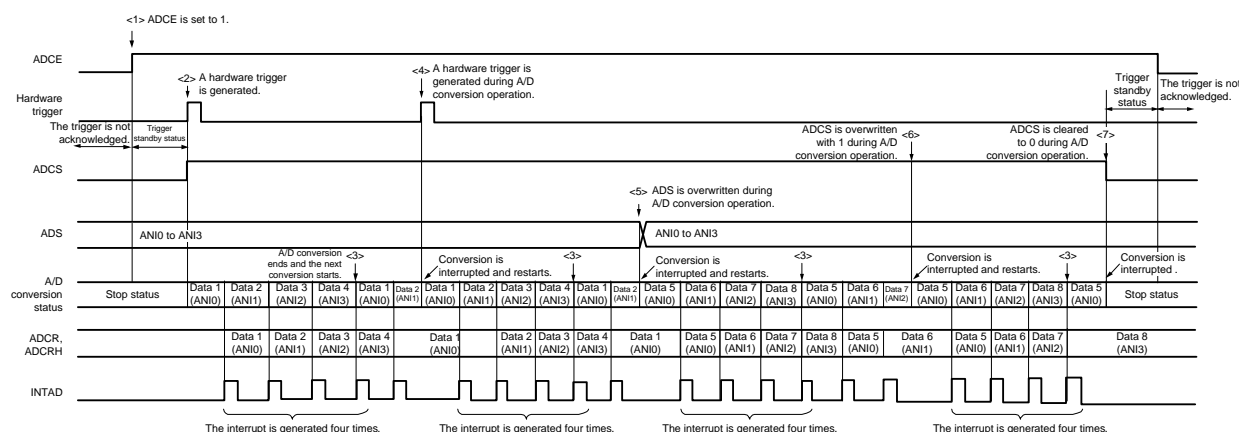 <1> ADCE is set to 1.
ADCE
<2> A hardware trigger
is generated.
<4> A hardware trigger is
generated during A/D
conversion operation.
Trigger
standby
status
The trigger is not
acknowledged.
Hardware
trigger
The trigger is not
acknowledged.
Trigger
standby status
ADCS is overwritten
with 1 during A/D
conversion operation.
<6>
ADCS is cleared
to 0 during A/D
conversion operation.
<7>
ADCS
<5> ADS is overwritten during
A/D conversion operation.
ADS
ANI0 to ANI3
ANI0 to ANI3
A/D conversion
ends and the next
conversion starts.
<3>
Conversion is
interrupted and restarts.
<3>
Conversion is
interrupted and restarts.
<3>
Conversion is
interrupted and restarts.
<3>
Conversion is
interrupted .
A/D
conversion
status
Stop status
Data 1 (ANI0)
Data 2 (ANI1)
Data 3 (ANI2)
Data 4 (ANI3)
Data 1 (ANI0)
Data 2 (ANI1)
Data 1 (ANI0)
Data 2 (ANI1)
Data 3 (ANI2)
Data 4 (ANI3)
Data 1 (ANI0)
Data 2 (ANI1)
Data 5 (ANI0)
Data 6 (ANI1)
Data 7 (ANI2)
Data 8 (ANI3)
Data 5 (ANI0)
Data 6 (ANI1)
Data 7 (ANI2)
Data 5 (ANI0)
Data 6 (ANI1)
Data 7 (ANI2)
Data 8 (ANI3)
Data 5 (ANI0)
Stop status
ADCR,
ADCRH
Data 1 (ANI0)
Data 2 (ANI1)
Data 3 (ANI2)
Data 4 (ANI3)
Data 1 (ANI0)
Data 2 (ANI1)
Data 3 (ANI2)
Data 4 (ANI3)
Data 1 (ANI0)
Data 5 (ANI0)
Data 6 (ANI1)
Data 7 (ANI2)
Data 8 (ANI3)
Data 5 (ANI0)
Data 6 (ANI1)
Data 5 (ANI0)
Data 6 (ANI1)
Data 7 (ANI2)
Data 8 (ANI3)
INTAD
The interrupt is generated four times.
The interrupt is generated four times.
The interrupt is generated four times.
The interrupt is generated four times.